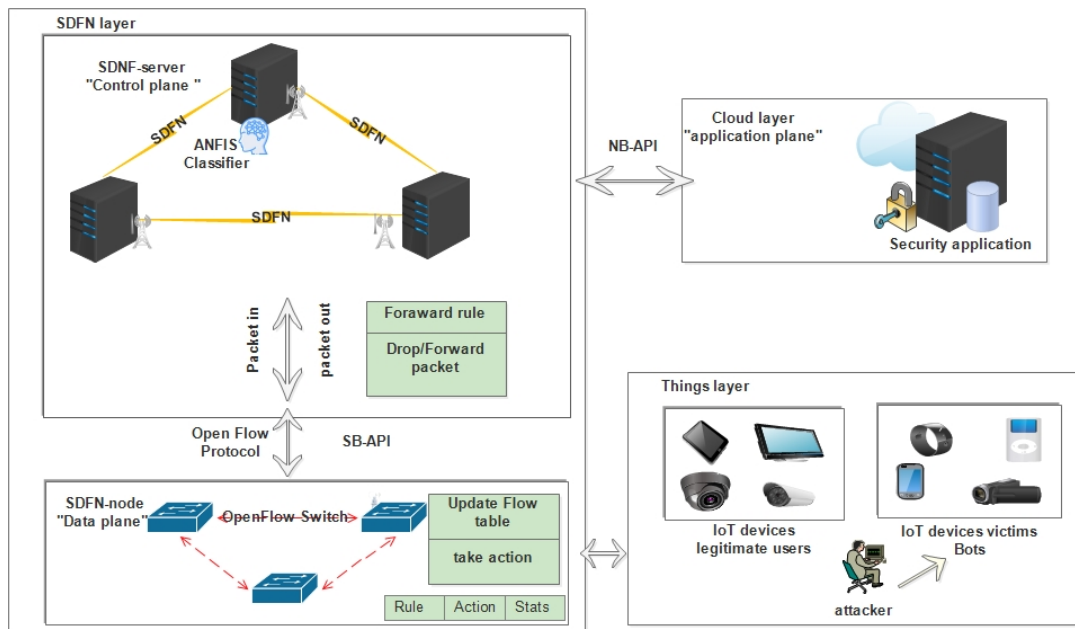 SDFN layer
SDNF-server
"Control plane "
SDFN
SDFN
ANFIS
Classifier
SDFN
Packet in
packet out
Foraward rule
Drop/Forward
packet
Open Flow
Protocol
SB-API
SDFN-node
"Data plane"
OpenFlow Switch
Update Flow
table
take action
Rule
Action
Stats
NB-API
Cloud layer
"application plane"
Security application
Things layer
IoT devices
legitimate users
IoT devices victims
Bots
attacker